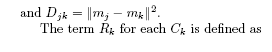 and D_{jk} = ‖m_j − m_k‖².
The term R_k for each C_k is defined as